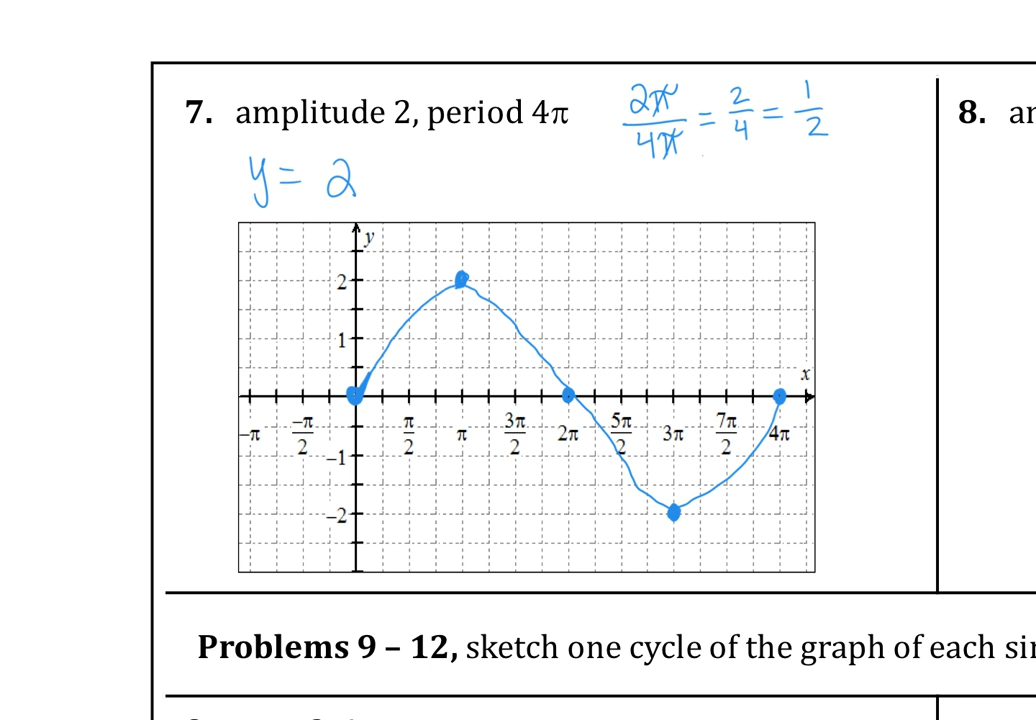 7. amplitude 2, period 4π 2π/4π = 2/4 = 1/2 8. ar
y = 2
y
2
1
x
−π −π/2 π/2 π 3π/2 2π 5π/2 3π 7π/2 4π
−1
−2
Problems 9 – 12, sketch one cycle of the graph of each sin